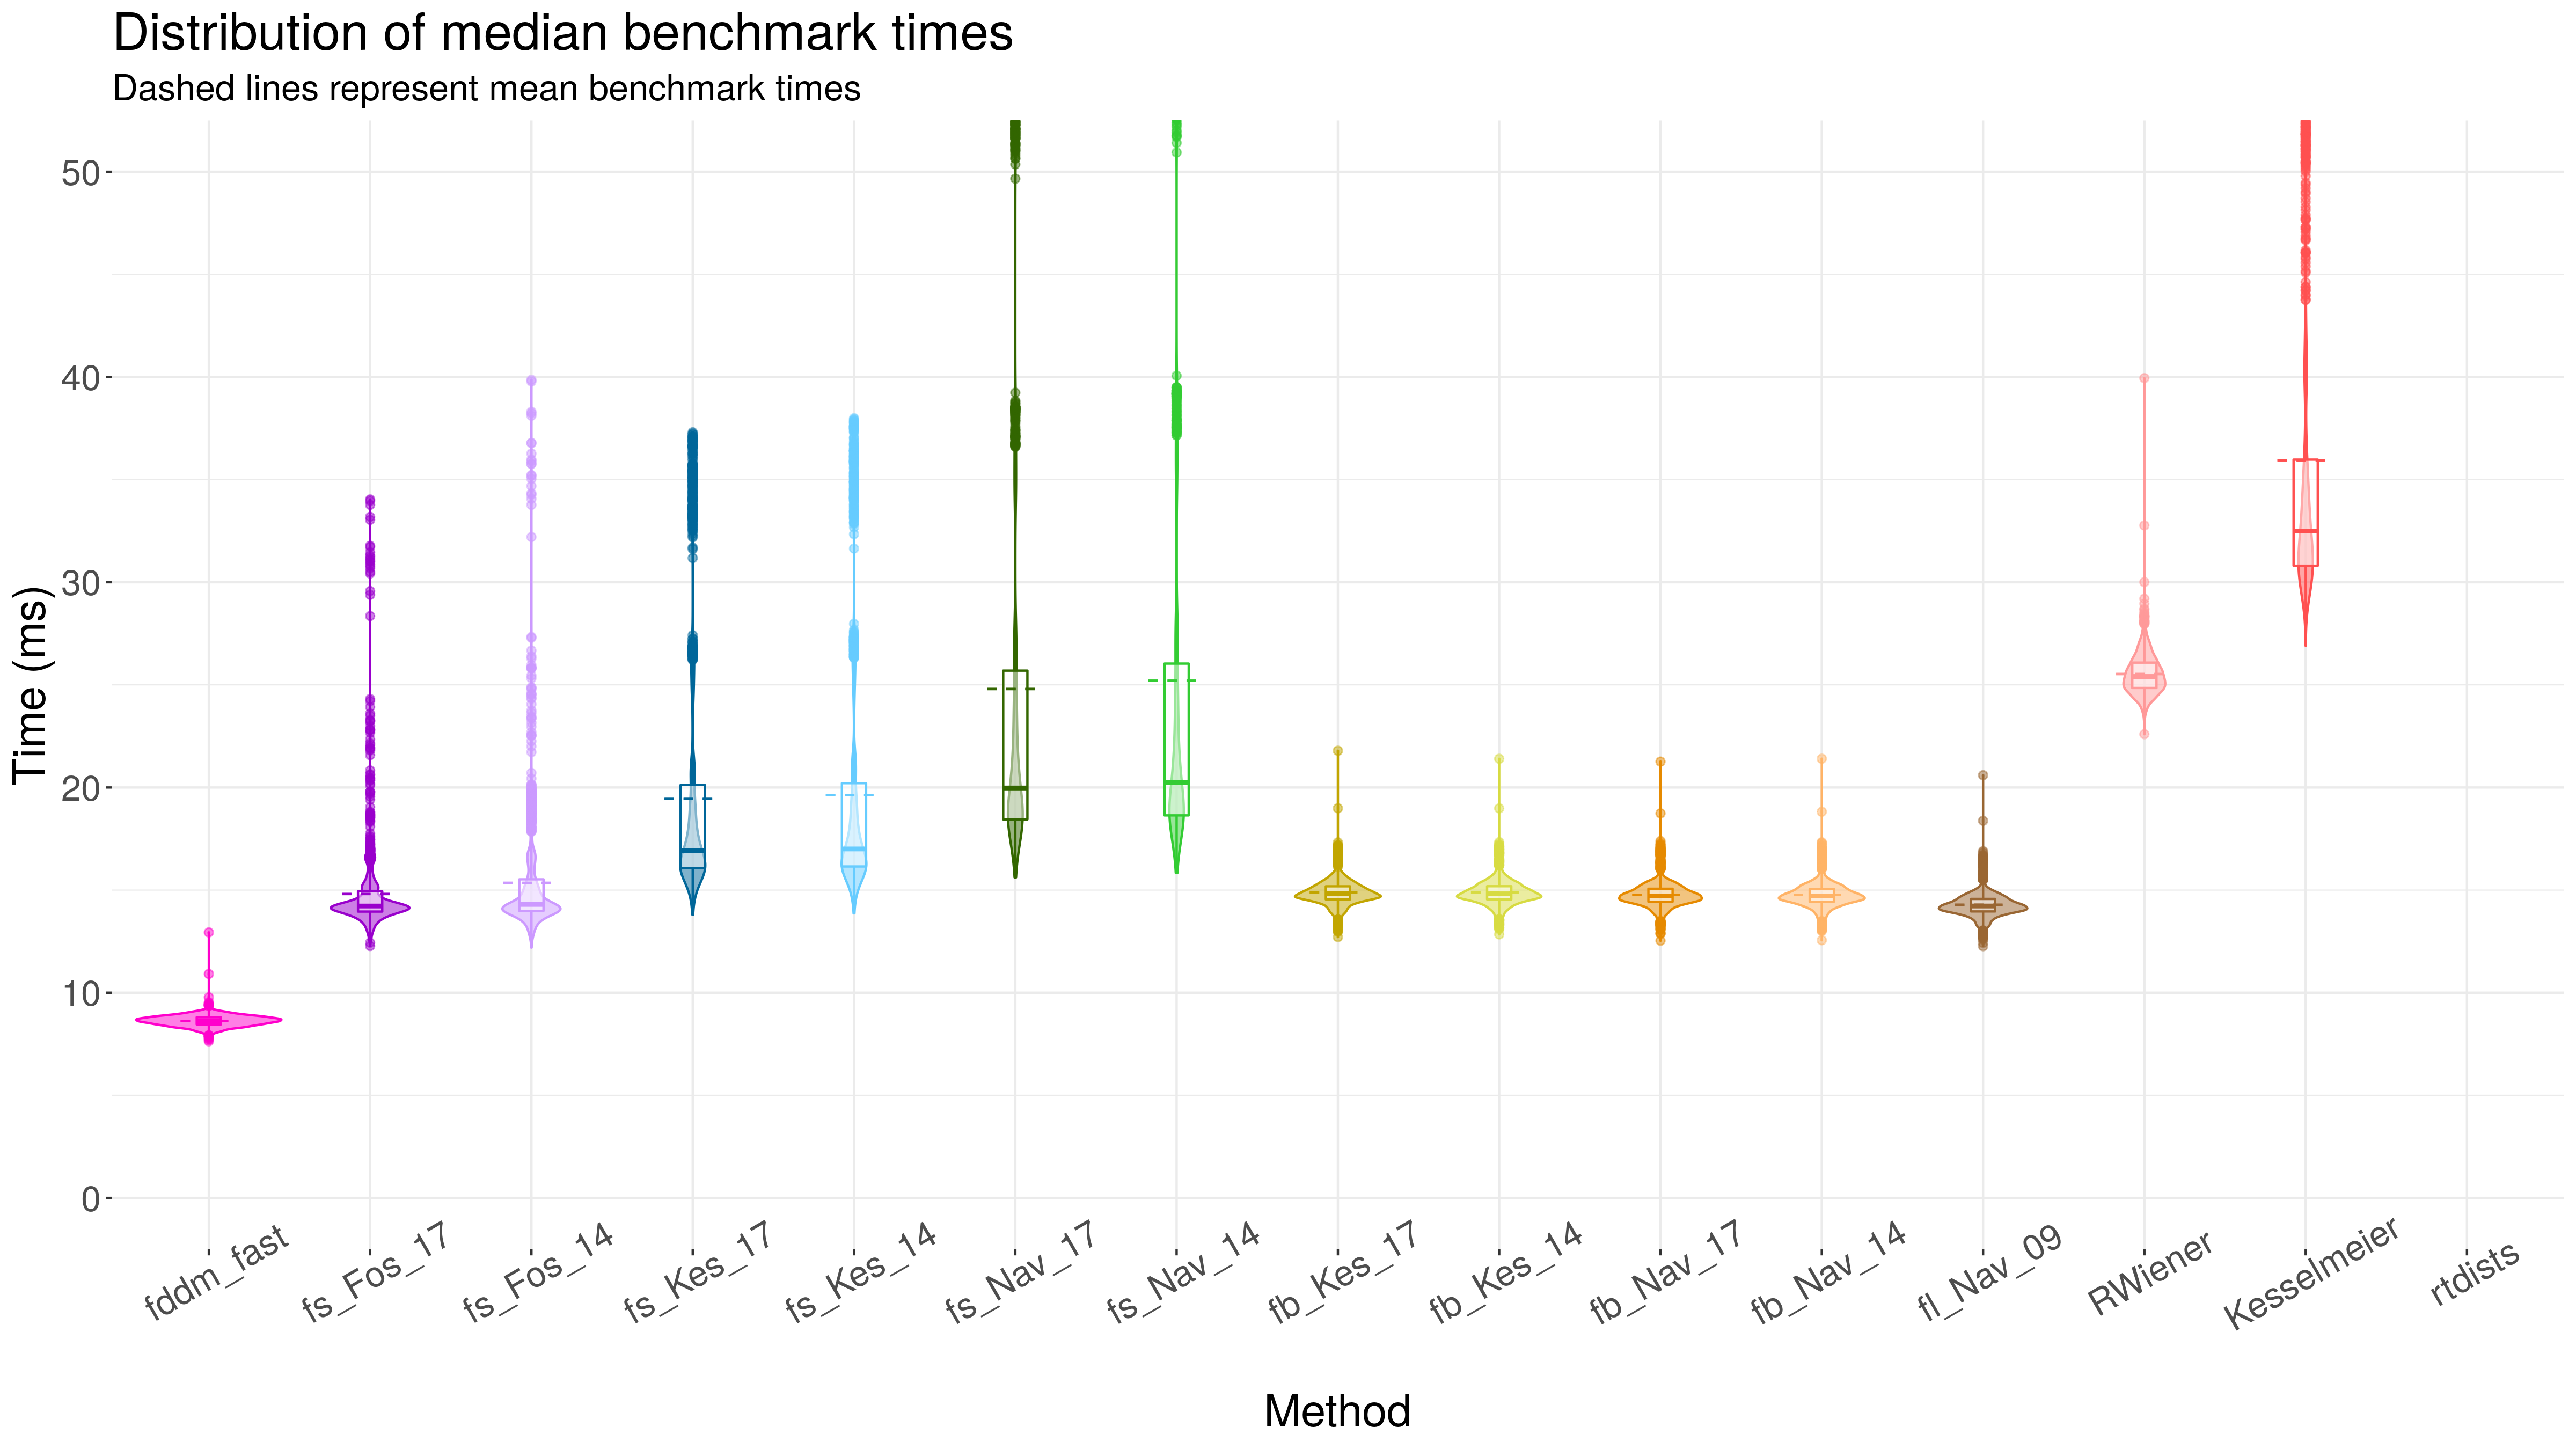 Distribution of median benchmark times
Dashed lines represent mean benchmark times
Time (ms)
50
40
30
20
10
0
fddm_fast
fs_Fos_17
fs_Fos_14
fs_Kes_17
fs_Kes_14
fs_Nav_17
fs_Nav_14
fb_Kes_17
fb_Kes_14
fb_Nav_17
fb_Nav_14
fl_Nav_09
RWiener
Kesselmeier
rtdists
Method